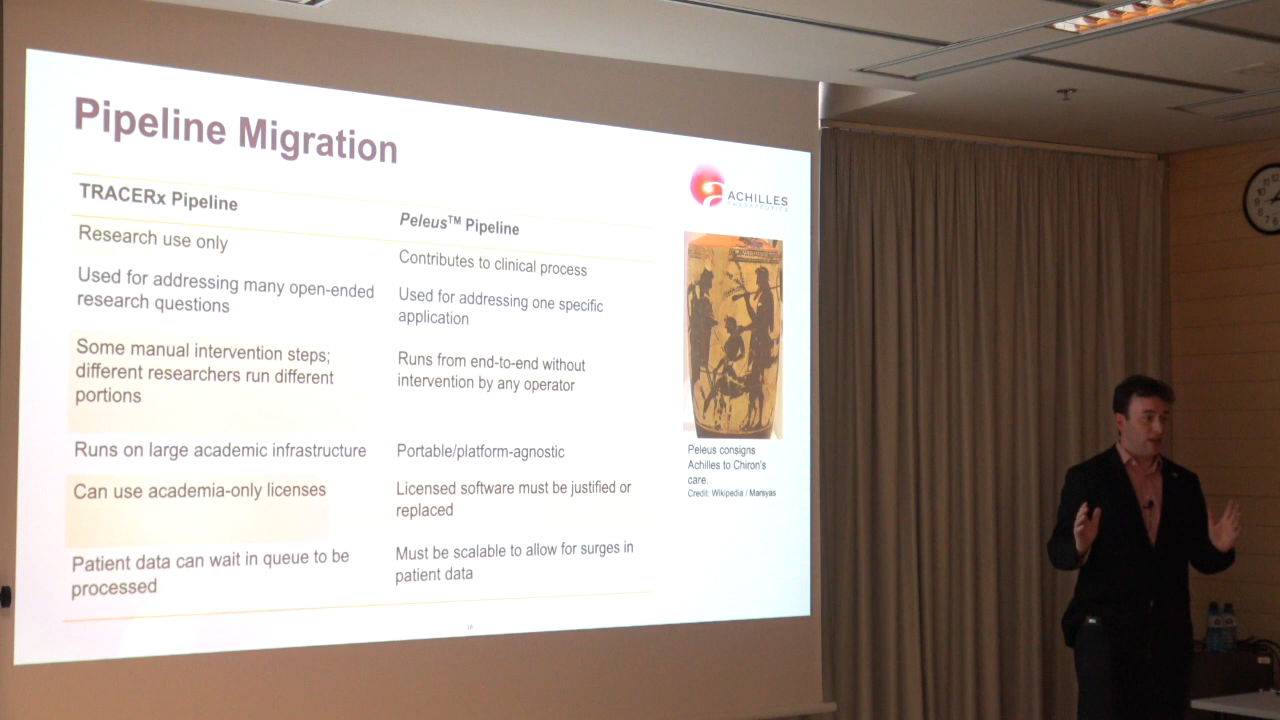 Pipeline Migration
ACHILLES
THERAPEUTICS
TRACERx Pipeline
Peleus™ Pipeline
Research use only
Contributes to clinical process
Used for addressing many open-ended
research questions
Used for addressing one specific
application
Some manual intervention steps;
different researchers run different
portions
Runs from end-to-end without
intervention by any operator
Runs on large academic infrastructure
Portable/platform-agnostic
Can use academia-only licenses
Licensed software must be justified or
replaced
Patient data can wait in queue to be
processed
Must be scalable to allow for surges in
patient data
Peleus consigns
Achilles to Chiron's
care.
Credit: Wikipedia / Marsyas
16